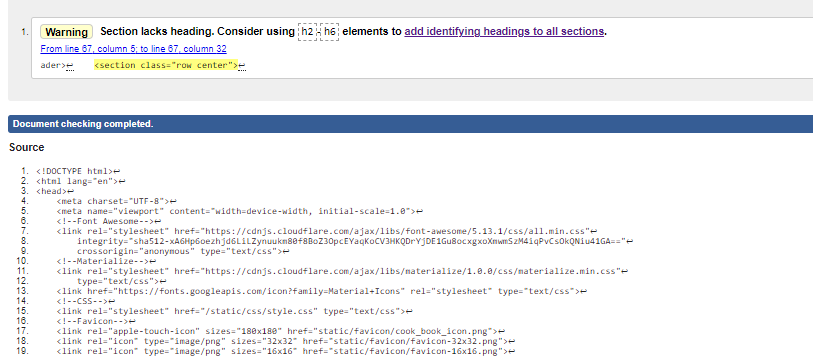 1. Warning Section lacks heading. Consider using h2-h6 elements to add identifying headings to all sections.
From line 67, column 5; to line 67, column 32
ader>↩ <section class="row center">↩
Document checking completed.
Source
1. <!DOCTYPE html>↩
2. <html lang="en">↩
3. <head>↩
4. <meta charset="UTF-8">↩
5. <meta name="viewport" content="width=device-width, initial-scale=1.0">↩
6. <!--Font Awesome-->↩
7. <link rel="stylesheet" href="https://cdnjs.cloudflare.com/ajax/libs/font-awesome/5.13.1/css/all.min.css"↩
8. integrity="sha512-xA6Hp6oezhjd6LiLZynuukm80f8BoZ3OpcEYaqKoCV3HKQDrYjDE1Gu8ocxgxoXmwmSzM4iqPvCsOkQNiu41GA=="↩
9. crossorigin="anonymous" type="text/css">↩
10. <!--Materialize-->↩
11. <link rel="stylesheet" href="https://cdnjs.cloudflare.com/ajax/libs/materialize/1.0.0/css/materialize.min.css"↩
12. type="text/css">↩
13. <link href="https://fonts.googleapis.com/icon?family=Material+Icons" rel="stylesheet" type="text/css">↩
14. <!--CSS-->↩
15. <link rel="stylesheet" href="/static/css/style.css" type="text/css">↩
16. <!--Favicon-->↩
17. <link rel="apple-touch-icon" sizes="180x180" href="static/favicon/cook_book_icon.png">↩
18. <link rel="icon" type="image/png" sizes="32x32" href="static/favicon/favicon-32x32.png">↩
19. <link rel="icon" type="image/png" sizes="16x16" href="static/favicon/favicon-16x16.png">↩